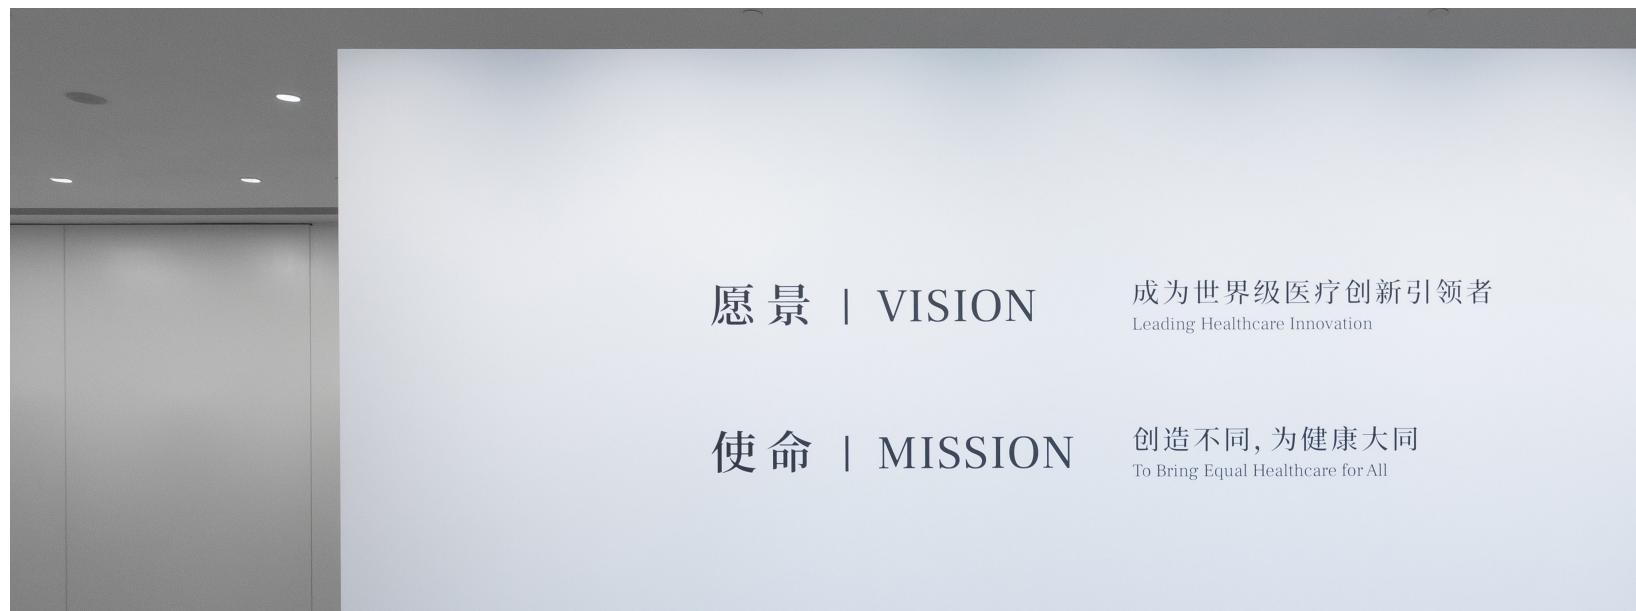 愿景 | VISION
成为世界级医疗创新引领者
Leading Healthcare Innovation
使命 | MISSION
创造不同, 为健康大同
To Bring Equal Healthcare for All